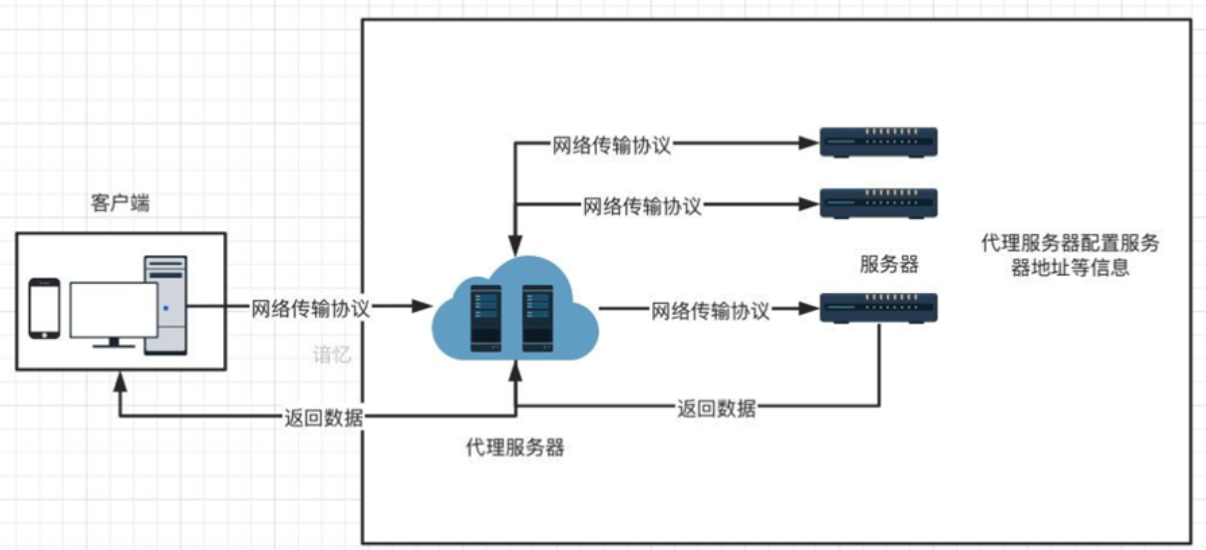 网络传输协议
网络传输协议
客户端
代理服务器配置服务
器地址等信息
服务器
网络传输协议
网络传输协议
谙忆
返回数据
返回数据
代理服务器